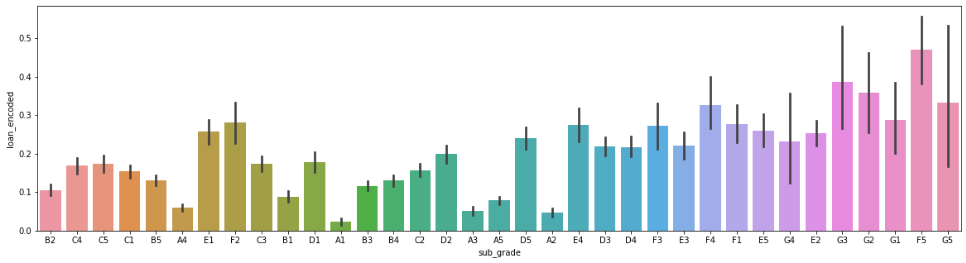 loan_encoded
0.5
0.4
0.3
0.2
0.1
0.0
B2 C4 C5 C1 B5 A4 E1 F2 C3 B1 D1 A1 B3 B4 C2 D2 A3 A5 D5 A2 E4 D3 D4 F3 E3 F4 F1 E5 G4 E2 G3 G2 G1 F5 G5
sub_grade